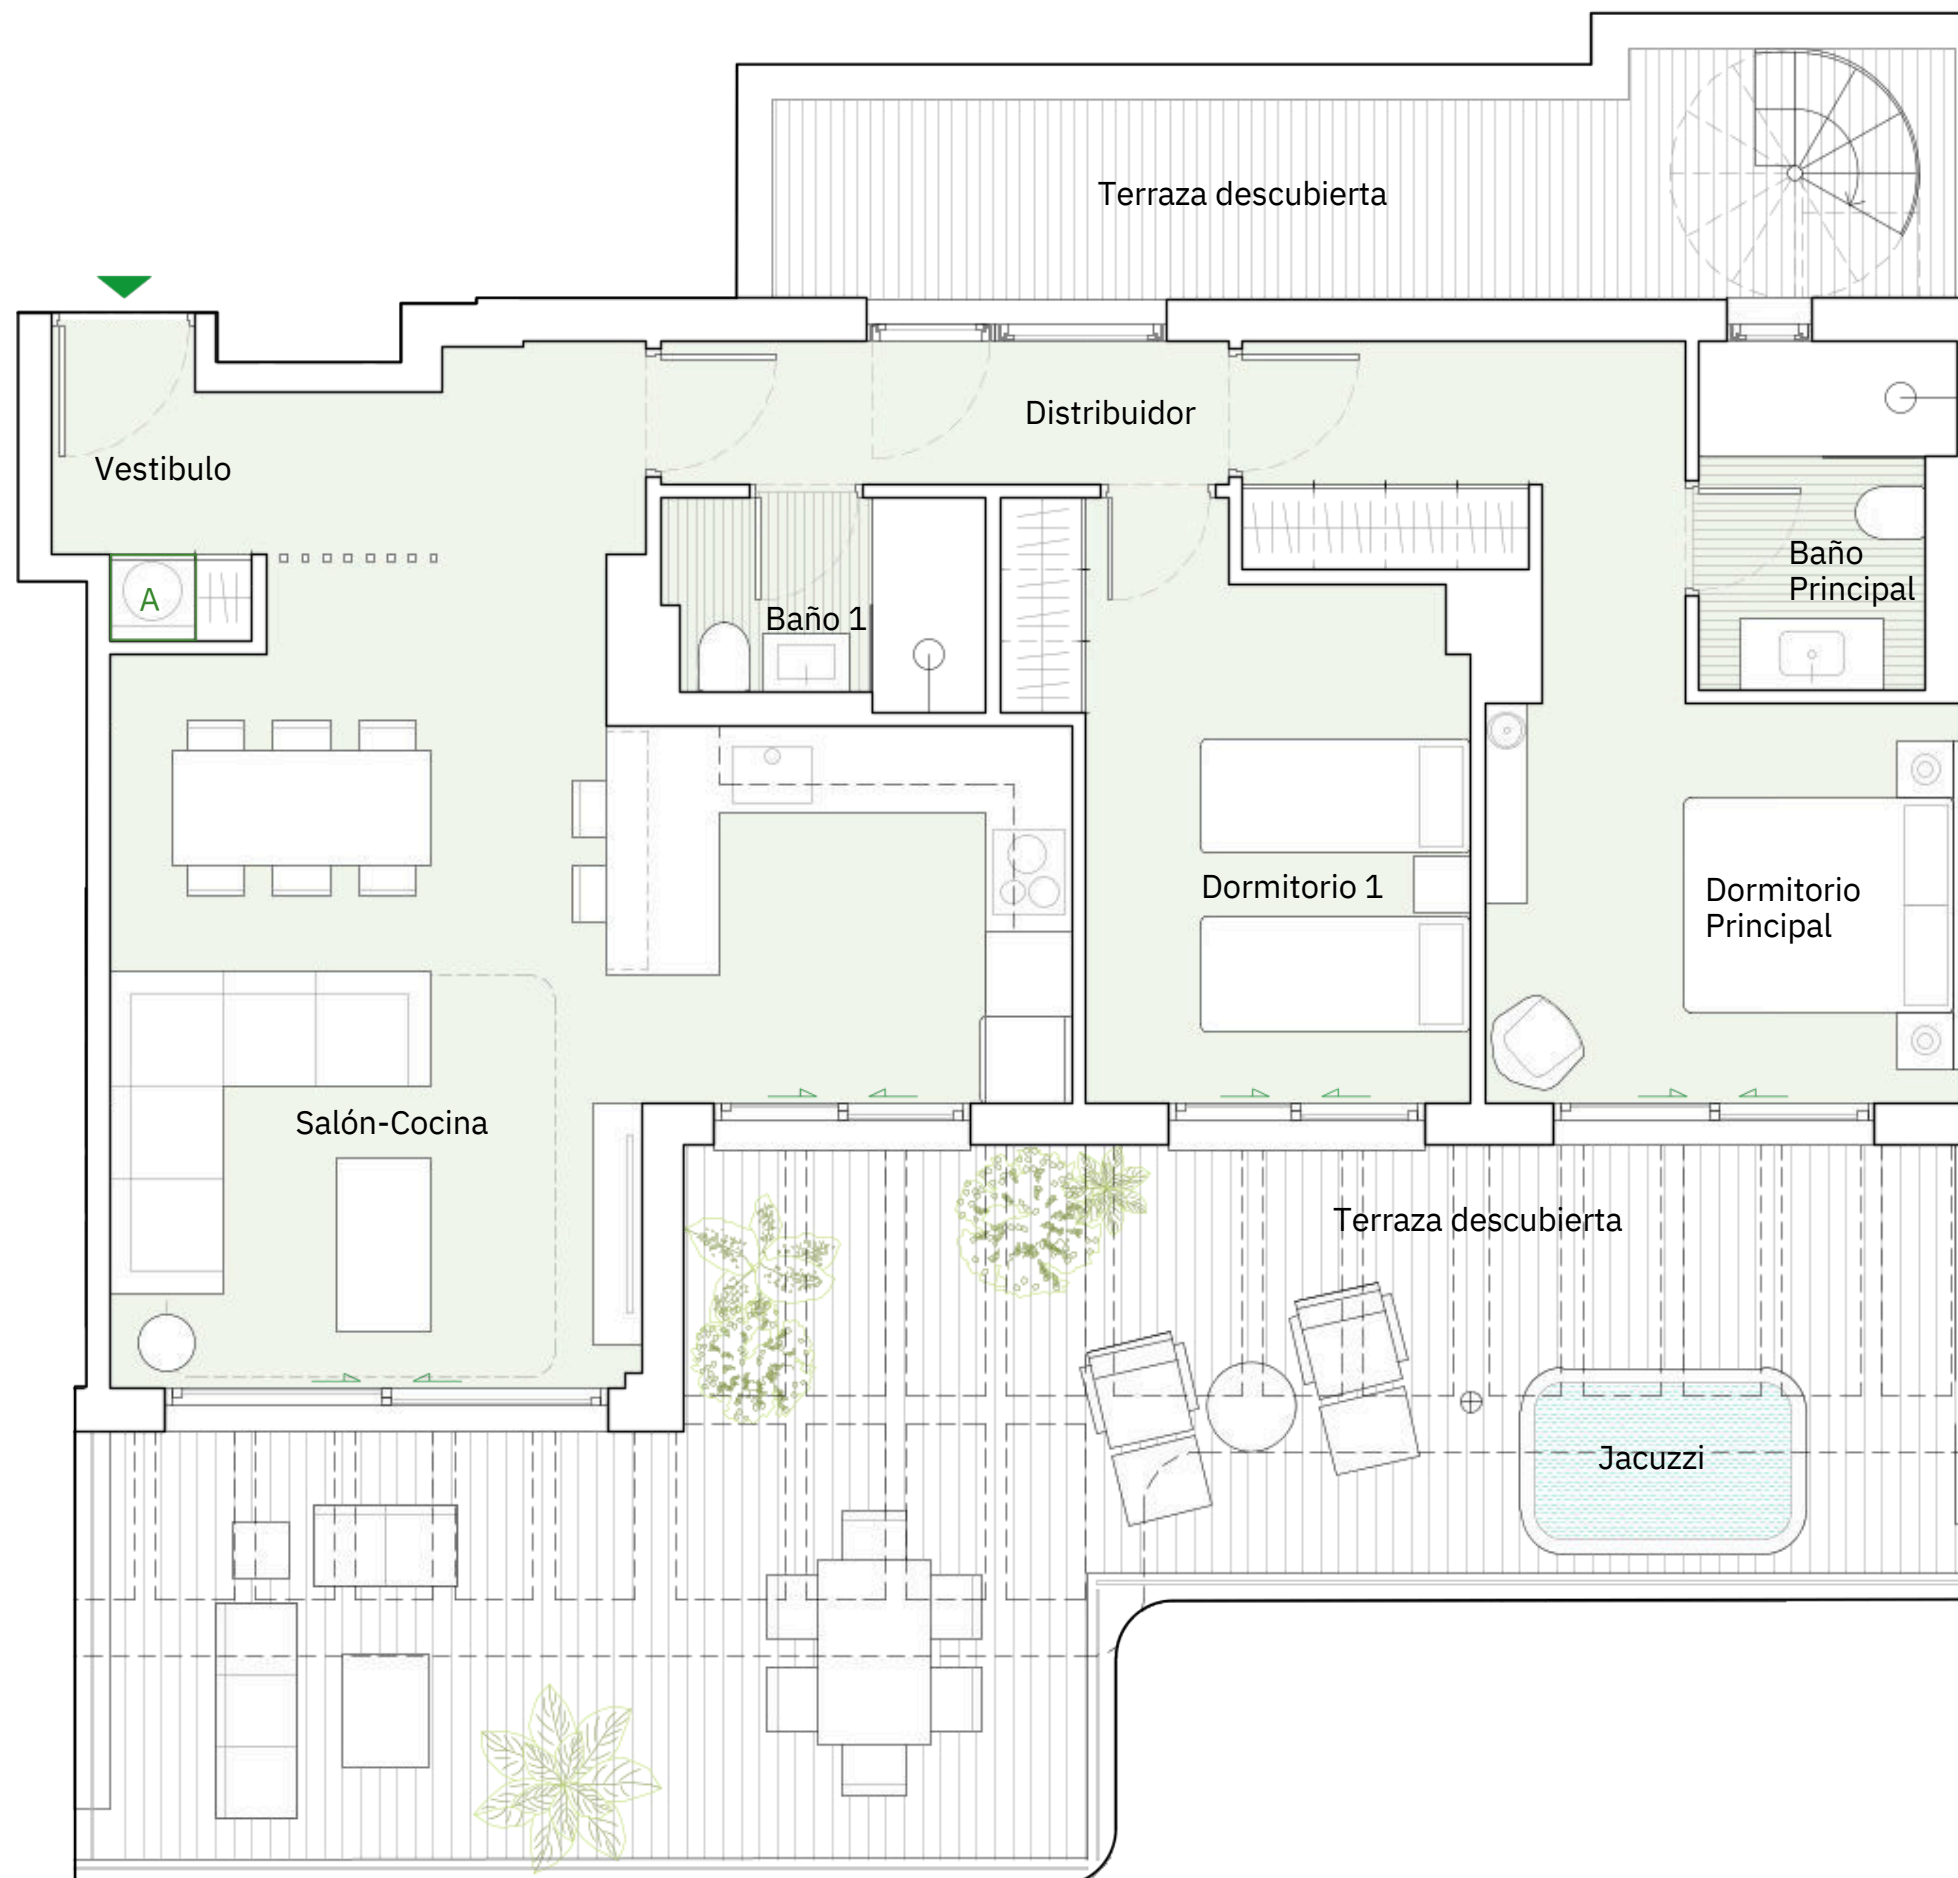 Terraza descubierta
Distribuidor
Vestibulo
Baño
Principal
A
Baño 1
Dormitorio 1
Dormitorio
Principal
Salón-Cocina
Terraza descubierta
Jacuzzi